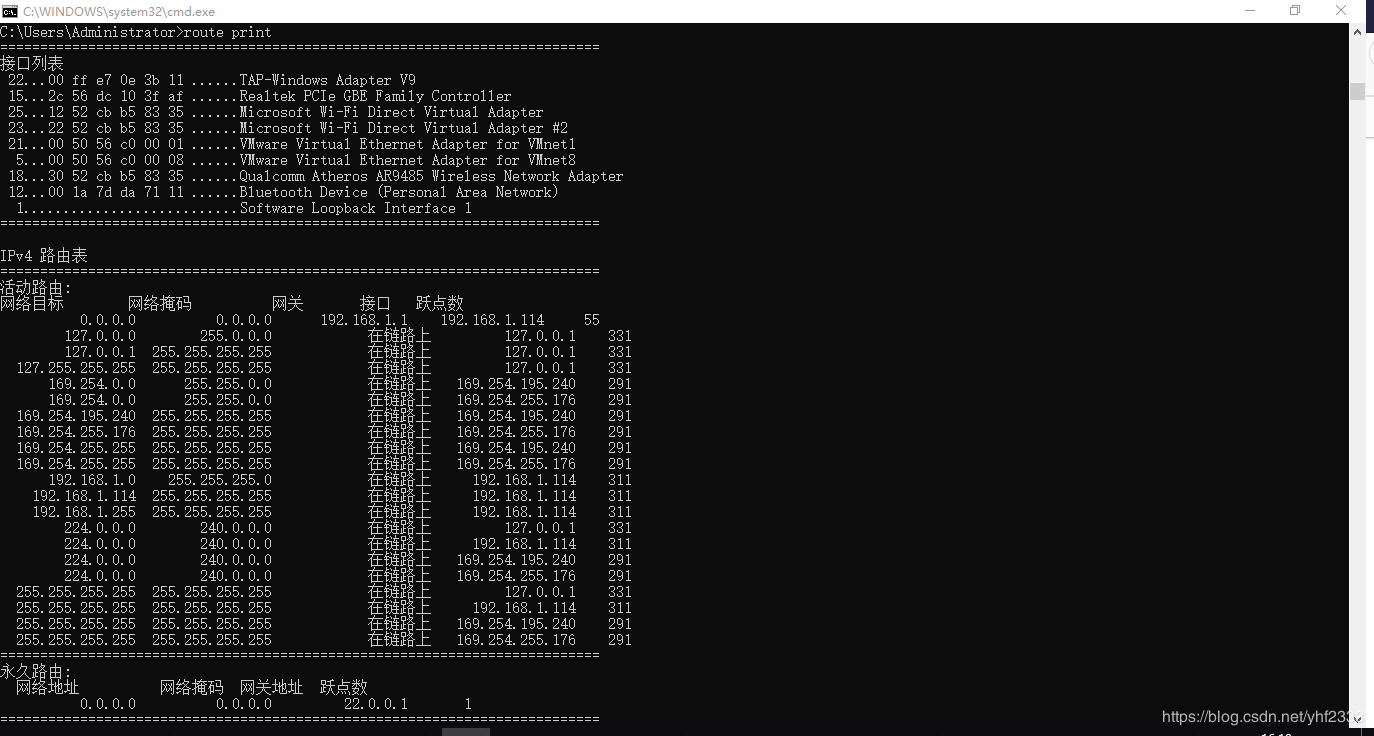 C:\WINDOWS\system32\cmd.exe
C:\Users\Administrator>route print
===========================================================================
接口列表
 22...00 ff e7 0e 3b 11 ......TAP-Windows Adapter V9
 15...2c 56 dc 10 3f af ......Realtek PCIe GBE Family Controller
 25...12 52 cb b5 83 35 ......Microsoft Wi-Fi Direct Virtual Adapter
 23...22 52 cb b5 83 35 ......Microsoft Wi-Fi Direct Virtual Adapter #2
 21...00 50 56 c0 00 01 ......VMware Virtual Ethernet Adapter for VMnet1
  5...00 50 56 c0 00 08 ......VMware Virtual Ethernet Adapter for VMnet8
 18...30 52 cb b5 83 35 ......Qualcomm Atheros AR9485 Wireless Network Adapter
 12...00 1a 7d da 71 11 ......Bluetooth Device (Personal Area Network)
  1...........................Software Loopback Interface 1
===========================================================================
IPv4 路由表
===========================================================================
活动路由:
网络目标        网络掩码          网关       接口   跃点数
          0.0.0.0          0.0.0.0      192.168.1.1    192.168.1.114     55
        127.0.0.0        255.0.0.0            在链路上         127.0.0.1    331
        127.0.0.1  255.255.255.255            在链路上         127.0.0.1    331
  127.255.255.255  255.255.255.255            在链路上         127.0.0.1    331
      169.254.0.0      255.255.0.0            在链路上   169.254.195.240    291
      169.254.0.0      255.255.0.0            在链路上   169.254.255.176    291
  169.254.195.240  255.255.255.255            在链路上   169.254.195.240    291
  169.254.255.176  255.255.255.255            在链路上   169.254.255.176    291
  169.254.255.255  255.255.255.255            在链路上   169.254.195.240    291
  169.254.255.255  255.255.255.255            在链路上   169.254.255.176    291
      192.168.1.0    255.255.255.0            在链路上     192.168.1.114    311
    192.168.1.114  255.255.255.255            在链路上     192.168.1.114    311
    192.168.1.255  255.255.255.255            在链路上     192.168.1.114    311
        224.0.0.0        240.0.0.0            在链路上         127.0.0.1    331
        224.0.0.0        240.0.0.0            在链路上     192.168.1.114    311
        224.0.0.0        240.0.0.0            在链路上   169.254.195.240    291
        224.0.0.0        240.0.0.0            在链路上   169.254.255.176    291
  255.255.255.255  255.255.255.255            在链路上         127.0.0.1    331
  255.255.255.255  255.255.255.255            在链路上     192.168.1.114    311
  255.255.255.255  255.255.255.255            在链路上   169.254.195.240    291
  255.255.255.255  255.255.255.255            在链路上   169.254.255.176    291
===========================================================================
永久路由:
  网络地址          网络掩码  网关地址  跃点数
          0.0.0.0          0.0.0.0         22.0.0.1       1
===========================================================================